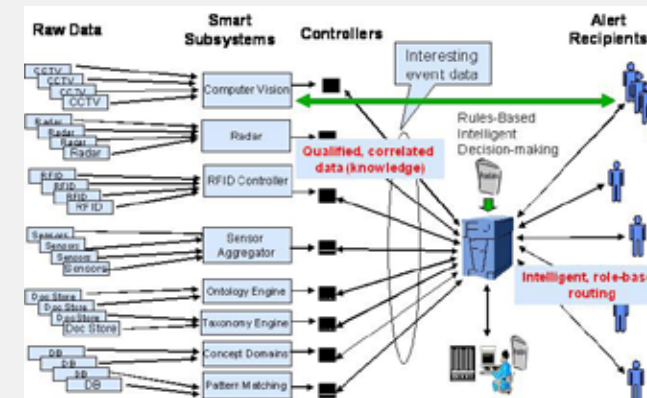 Raw Data
Smart
Subsystems
Controllers
Alert
Recipients
Interesting
event data
CCTV
CCTV
CCTV
CCTV
Computer Vision
Rules-Based
Intelligent
Decision-making
Radar
Radar
Radar
Radar
Radar
Qualified, correlated
data (knowledge)
RFID
RFID
RFID
RFID
RFID Controller
Sensors
Sensors
Sensors
Sensors
Sensor
Aggregator
Intelligent, role-base
routing
Doc Store
Doc Store
Doc Store
Doc Store
Ontology Engine
Taxonomy Engine
DB
DB
DB
DB
Concept Domains
Pattern Matching